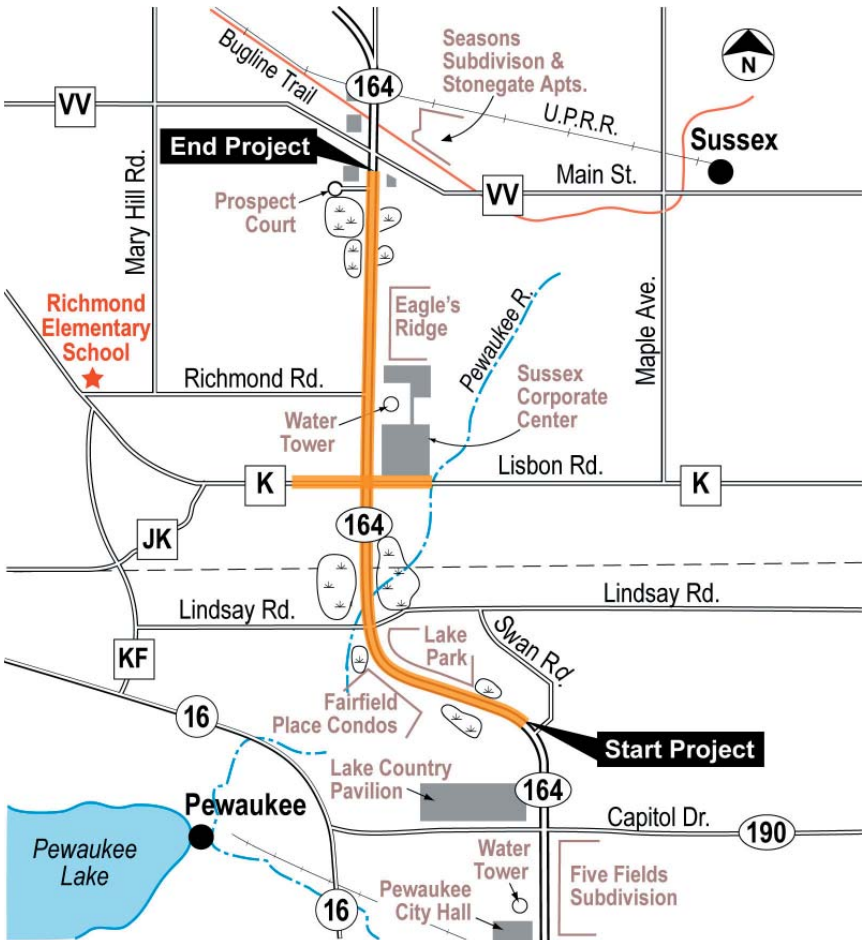 Seasons
Subdivison &
Stonegate Apts.
Bugline Trail
164
N
VV
U.P.R.R.
Sussex
End Project
Main St.
VV
Mary Hill Rd.
Prospect
Court
Richmond
Elementary
School
Eagle's
Ridge
Pewaukee R.
Maple Ave.
Richmond Rd.
Sussex
Corporate
Center
Water
Tower
Lisbon Rd.
K
K
164
JK
Lindsay Rd.
Lindsay Rd.
Swan Rd.
Lake
Park
KF
Fairfield
Place Condos
16
Start Project
Lake Country
Pavilion
164
Pewaukee
Capitol Dr.
190
Pewaukee
Lake
Water
Tower
Five Fields
Subdivision
Pewaukee
City Hall
16